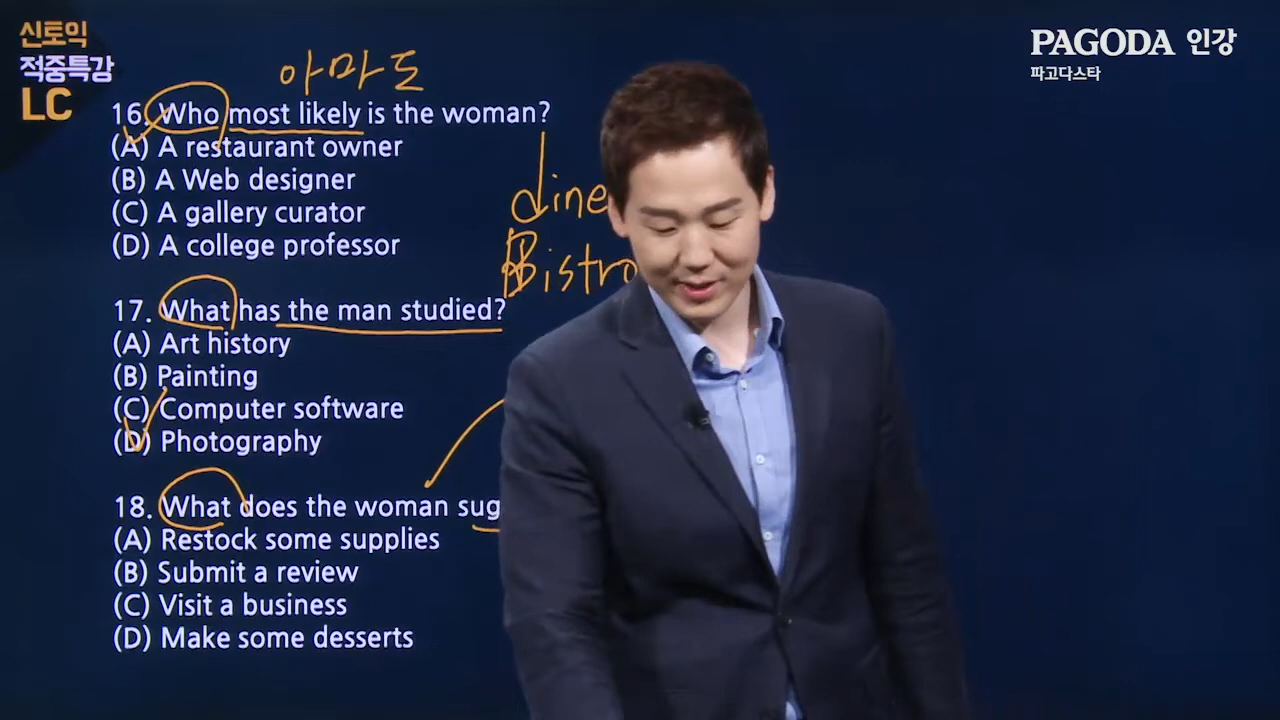 신토익
적중특강
LC
PAGODA 인강
파고다스타
아마도
16. Who most likely is the woman?
(A) A restaurant owner
(B) A Web designer
(C) A gallery curator
(D) A college professor
dine
Bistro
17. What has the man studied?
(A) Art history
(B) Painting
(C) Computer software
(D) Photography
18. What does the woman sug
(A) Restock some supplies
(B) Submit a review
(C) Visit a business
(D) Make some desserts